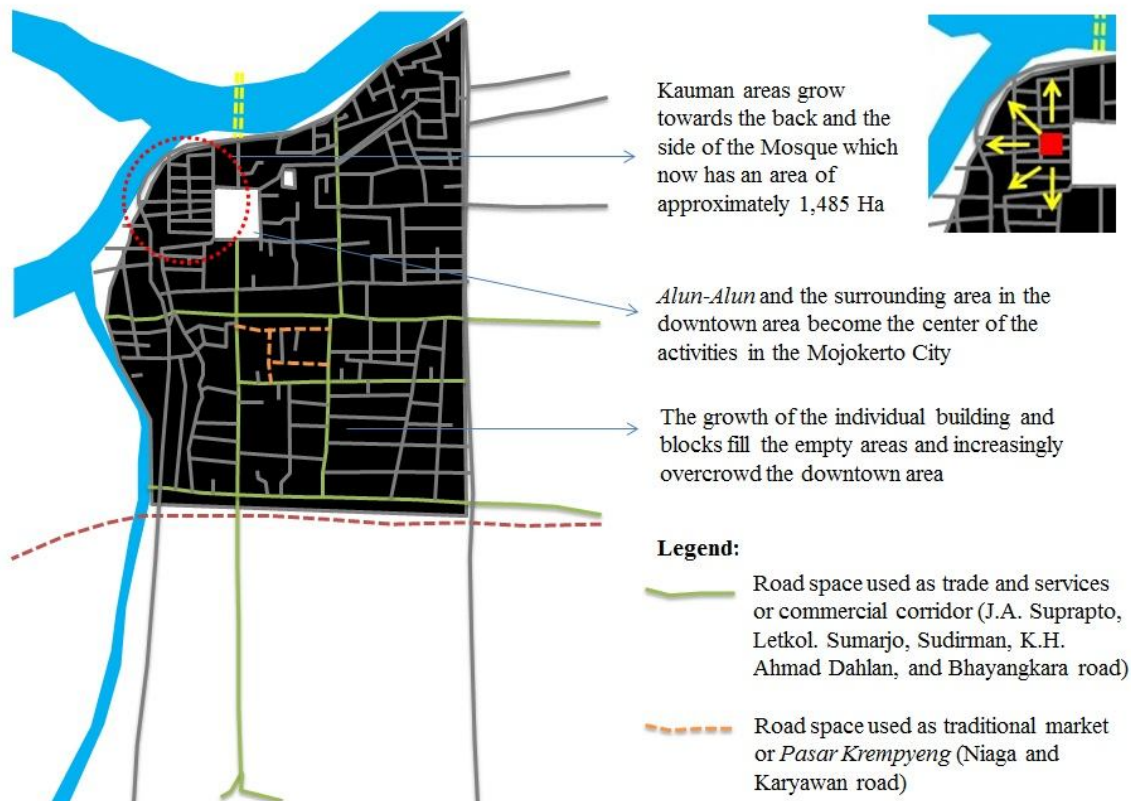 Kauman areas grow
towards the back and the
side of the Mosque which
now has an area of
approximately 1,485 Ha
Alun-Alun and the surrounding area in the
downtown area become the center of the
activities in the Mojokerto City
The growth of the individual building and
blocks fill the empty areas and increasingly
overcrowd the downtown area
Legend:
Road space used as trade and services
or commercial corridor (J.A. Suprapto,
Letkol. Sumarjo, Sudirman, K.H.
Ahmad Dahlan, and Bhayangkara road)
Road space used as traditional market
or Pasar Krempyeng (Niaga and
Karyawan road)